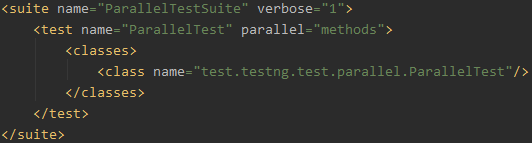 <suite name="ParallelTestSuite" verbose="1">
<test name="ParallelTest" parallel="methods">
<classes>
<class name="test.testng.test.parallel.ParallelTest"/>
</classes>
</test>
</suite>